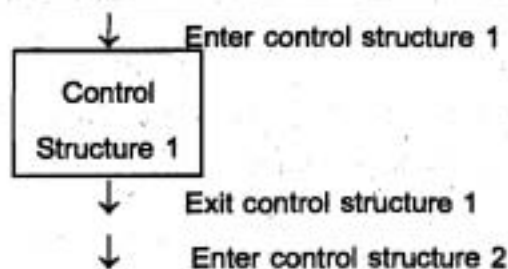 Enter control structure 1
Control
Structure 1
Exit control structure 1
Enter control structure 2